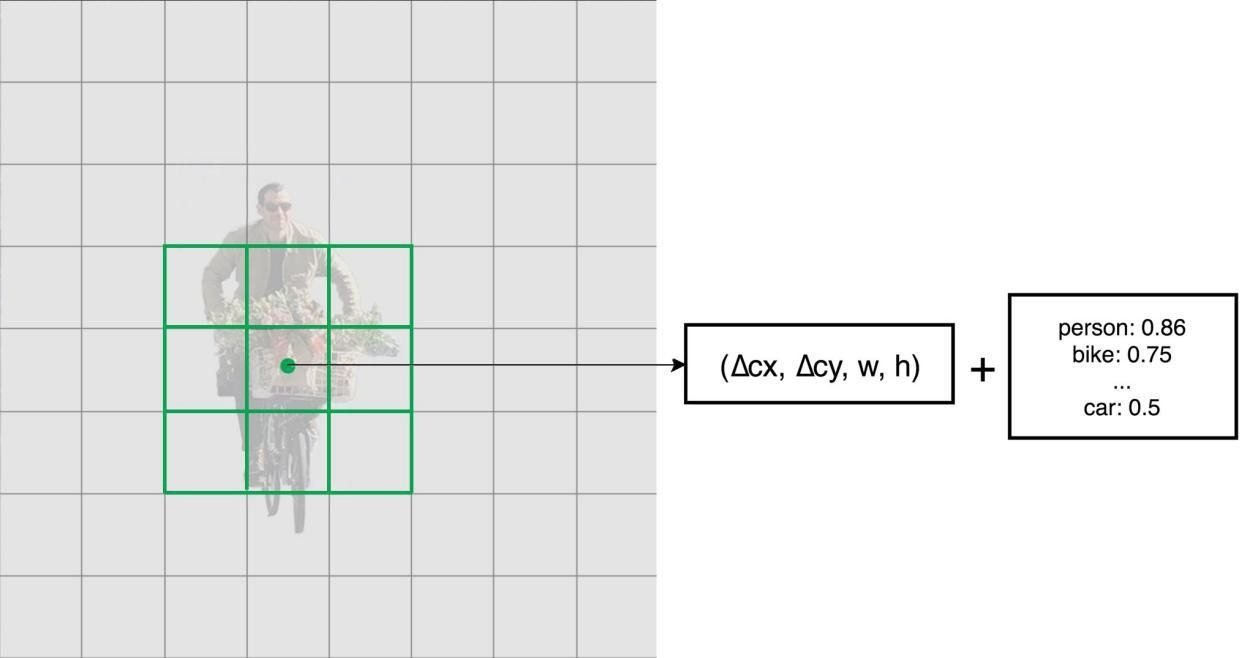 (Δcx, Δcy, w, h)
+
person: 0.86
bike: 0.75
...
car: 0.5